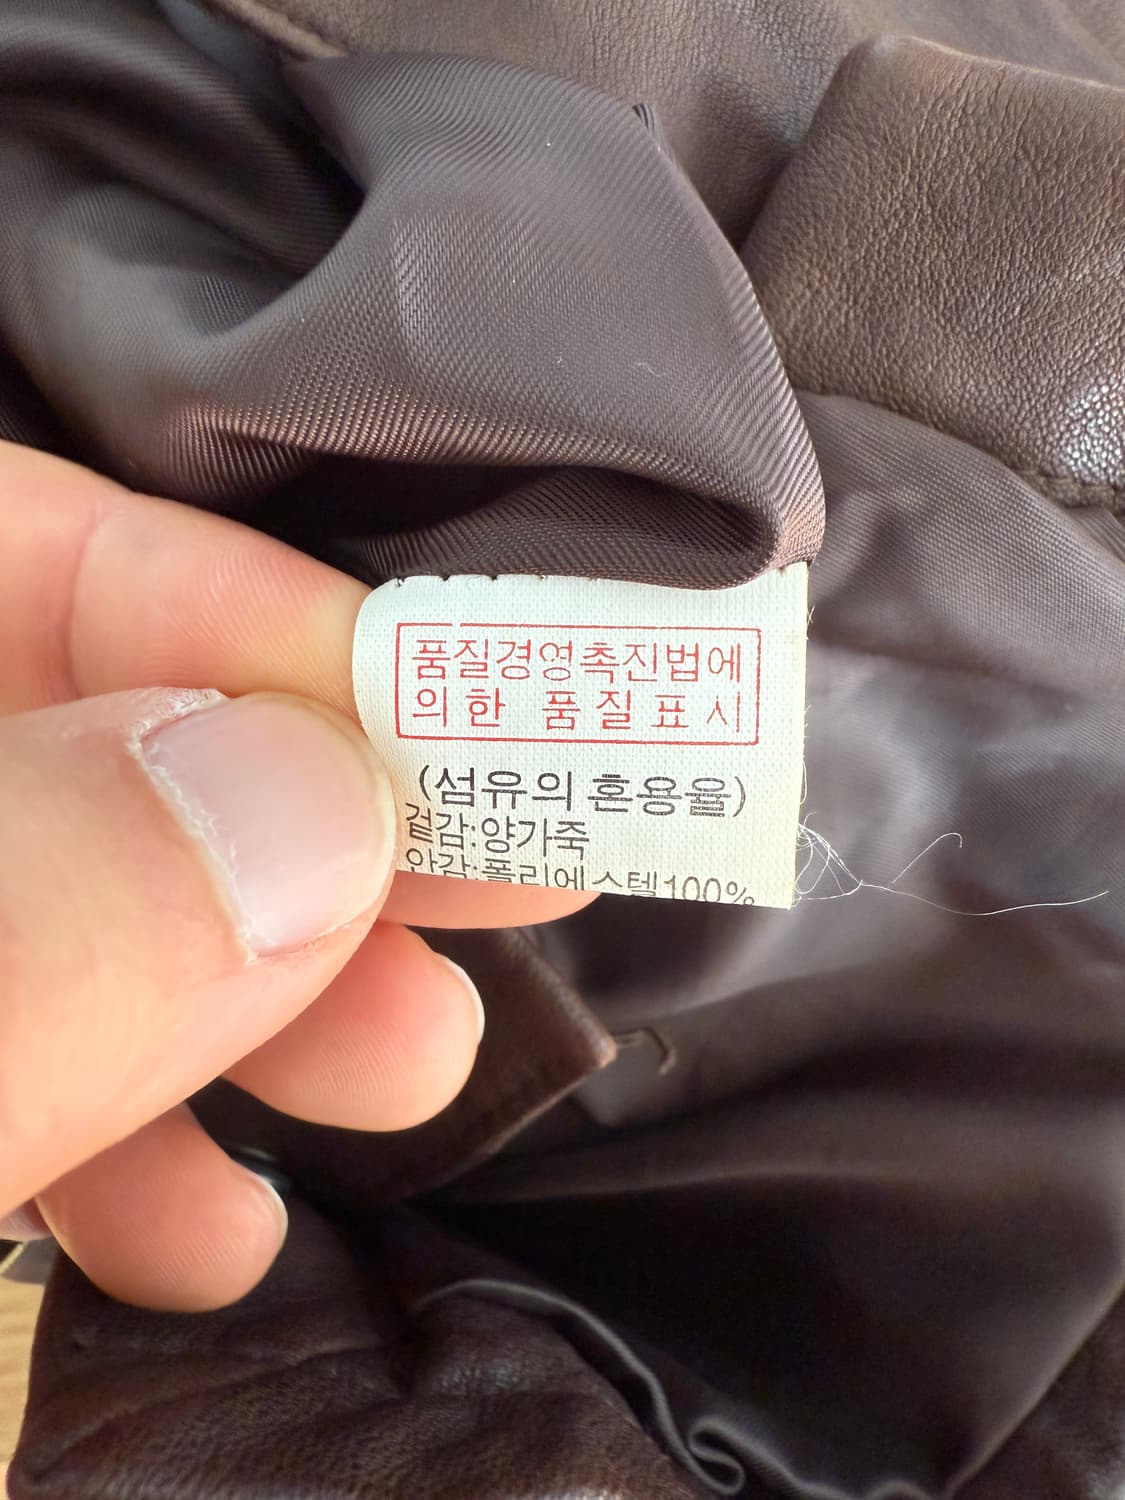 품질경영촉진법에
의한 품질표시
(섬유의 혼용율)
겉감:양가죽
안감:폴리에스텔100%